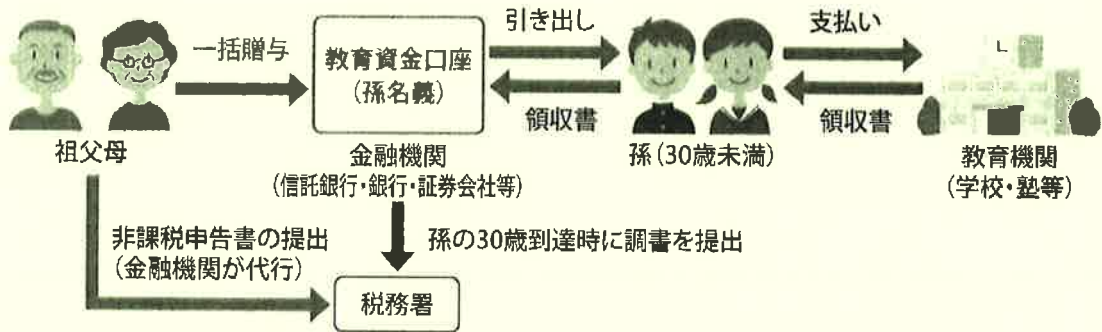 一括贈与
教育資金口座
(孫名義)
引き出し
領収書
支払い
領収書
祖父母
金融機関
(信託銀行・銀行・証券会社等)
孫(30歳未満)
教育機関
(学校・塾等)
非課税申告書の提出
(金融機関が代行)
孫の30歳到達時に調書を提出
税務署